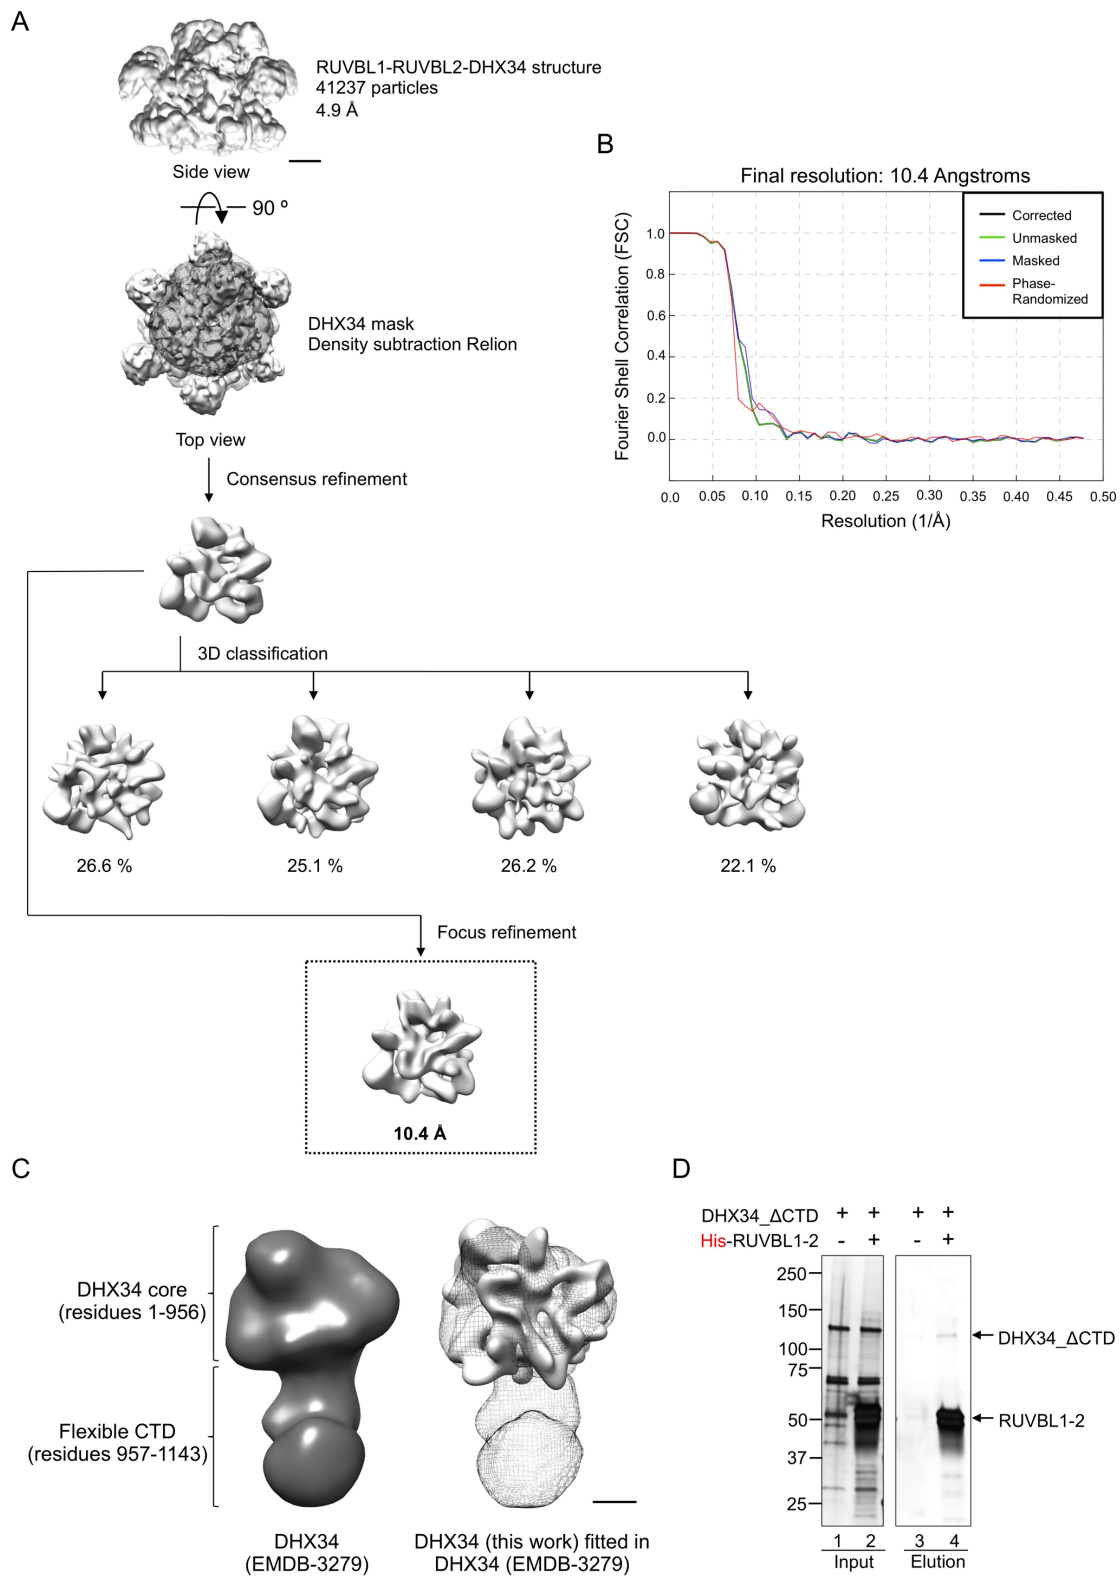 A
RUVBL1-RUVBL2-DHX34 structure
41237 particles
4.9 Å
Side view
90 º
DHX34 mask
Density subtraction Relion
Top view
Consensus refinement
3D classification
26.6 %
25.1 %
26.2 %
22.1 %
Focus refinement
10.4 Å
B
Final resolution: 10.4 Angstroms
Fourier Shell Correlation (FSC)
1.0
0.8
0.6
0.4
0.2
0.0
Corrected
Unmasked
Masked
Phase-
Randomized
0.0 0.05 0.10 0.15 0.20 0.25 0.30 0.35 0.40 0.45 0.50
Resolution (1/Å)
C
DHX34 core
(residues 1-956)
Flexible CTD
(residues 957-1143)
DHX34
(EMDB-3279)
DHX34 (this work) fitted in
DHX34 (EMDB-3279)
D
DHX34_ΔCTD + + + +
His-RUVBL1-2 - + - +
250
150
100
75
50
37
25
DHX34_ΔCTD
RUVBL1-2
1 2 3 4
Input Elution